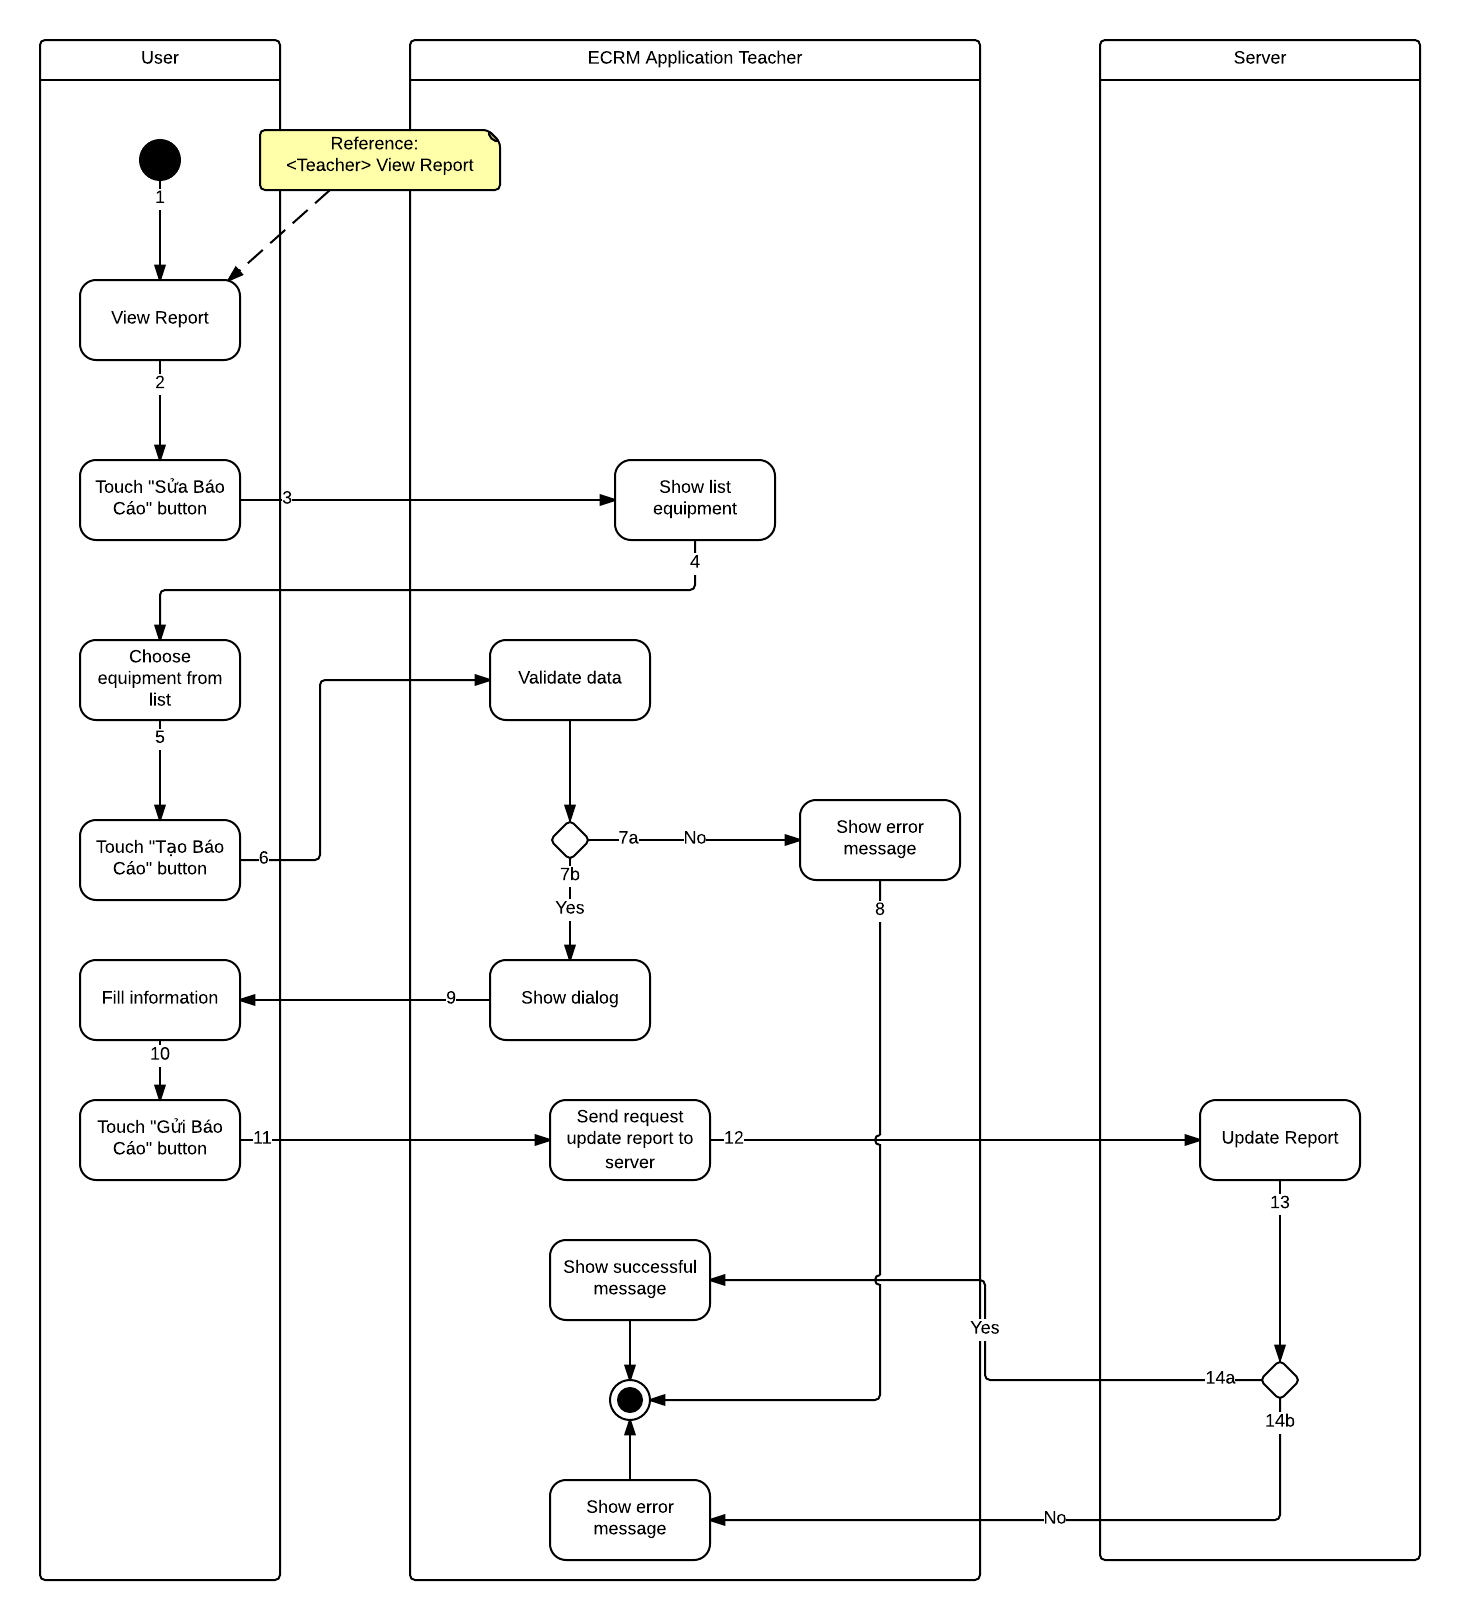 User
ECRM Application Teacher
Server
Reference:
<Teacher> View Report
1
View Report
2
Touch "Sửa Báo
Cáo" button
3
Show list
equipment
4
Choose
equipment from
list
Validate data
5
Touch "Tạo Báo
Cáo" button
6
7a
No
Show error
message
7b
Yes
8
Fill information
9
Show dialog
10
Touch "Gửi Báo
Cáo" button
11
Send request
update report to
server
12
Update Report
13
Show successful
message
Yes
14a
14b
Show error
message
No